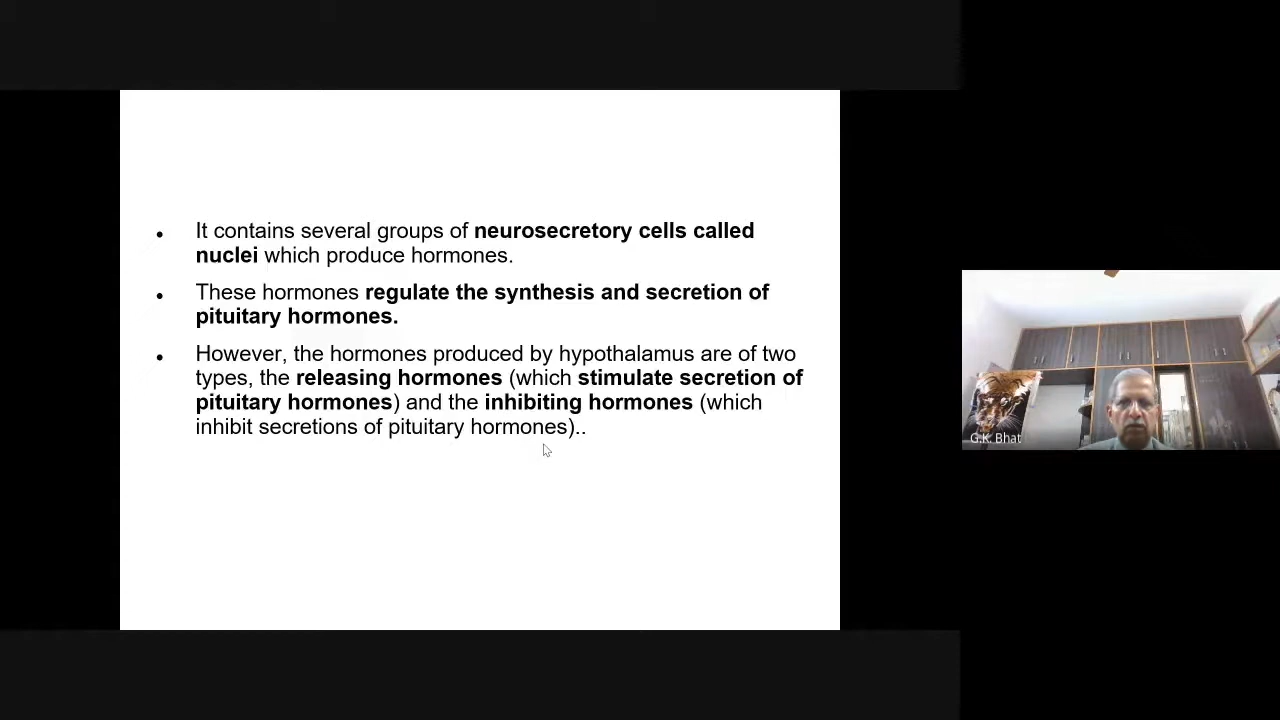 It contains several groups of neurosecretory cells called
nuclei which produce hormones.
These hormones regulate the synthesis and secretion of
pituitary hormones.
However, the hormones produced by hypothalamus are of two
types, the releasing hormones (which stimulate secretion of
pituitary hormones) and the inhibiting hormones (which
inhibit secretions of pituitary hormones)..
G.K. Bhat